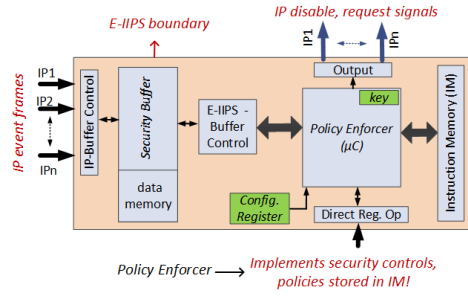 E-IIPS boundary
IP disable, request signals
IP1
IPn
IP event frames
IP1
IP2
IPn
IP-Buffer Control
Security Buffer
data
memory
E-IIPS -
Buffer
Control
Output
key
Policy Enforcer
(μC)
Instruction Memory (IM)
Config.
Register
Direct Reg. Op
Policy Enforcer
Implements security controls,
policies stored in IM!